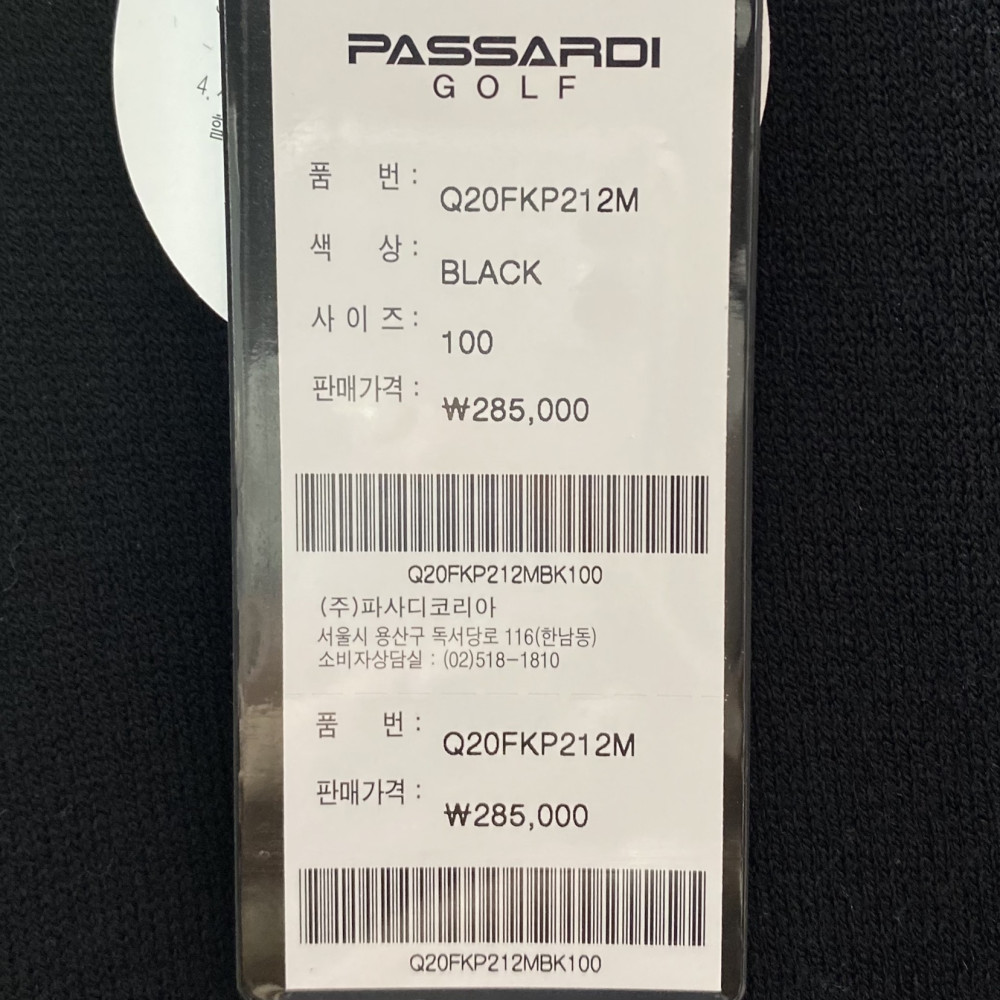 PASSARDI
GOLF
4.
품 번 : Q20FKP212M
색 상 : BLACK
사 이 즈 : 100
판매가격 : ₩285,000
Q20FKP212MBK100
(주)파사디코리아
서울시 용산구 독서당로 116(한남동)
소비자상담실 : (02)518-1810
품 번 : Q20FKP212M
판매가격 : ₩285,000
Q20FKP212MBK100